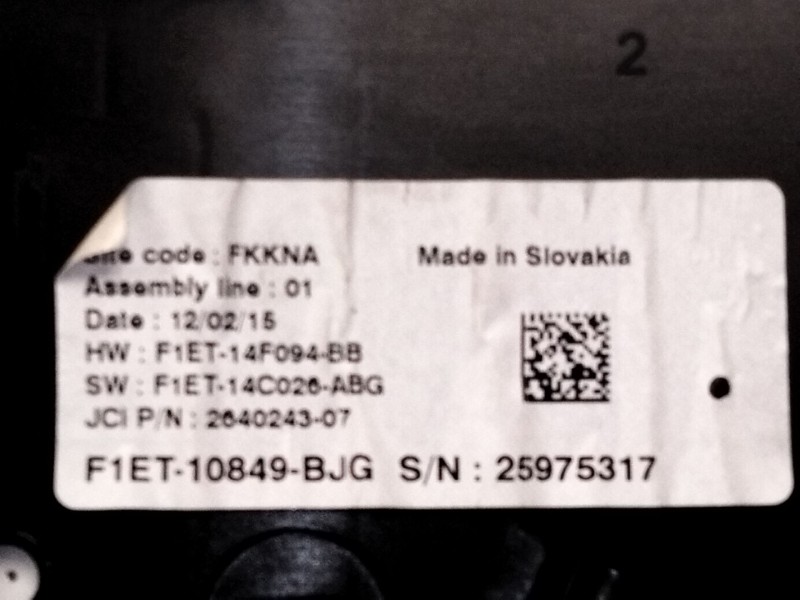 2
Site code : FKKNA
Made in Slovakia
Assembly line : 01
Date : 12/02/15
HW : F1ET-14F094-BB
SW : F1ET-14C026-ABG
JCI P/N : 2640243-07
F1ET-10849-BJG S/N : 25975317